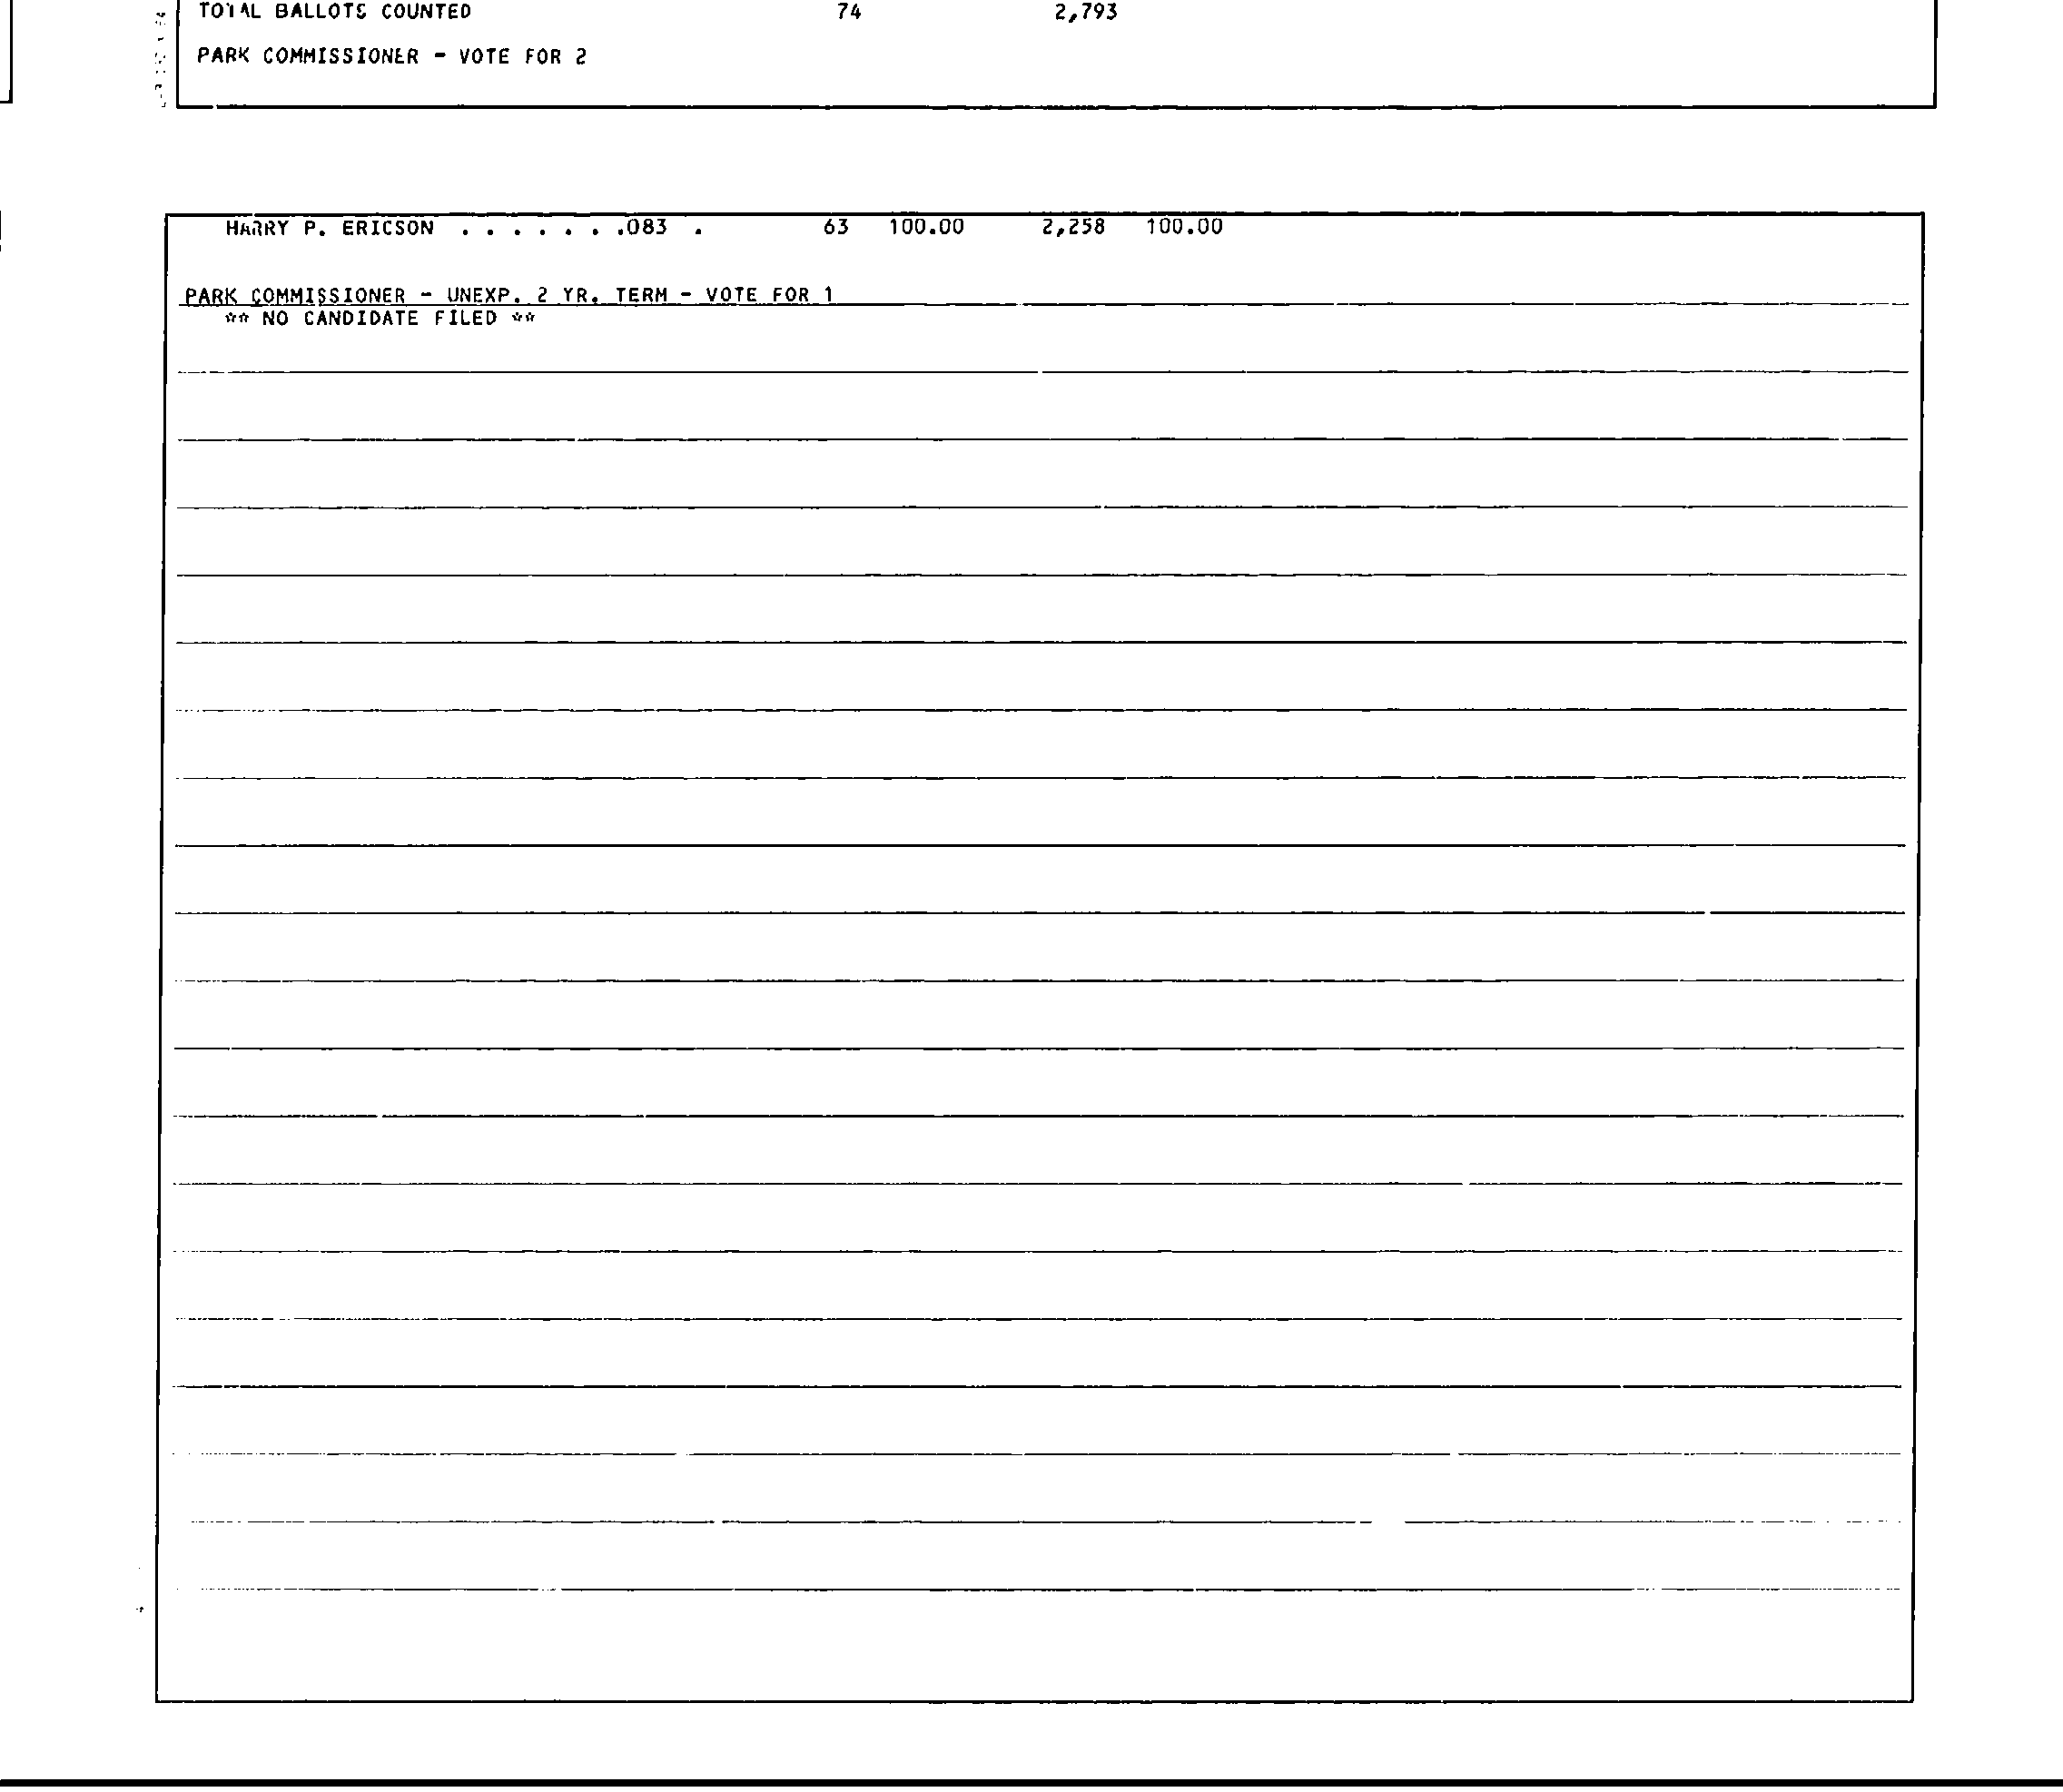 TOTAL BALLOTS COUNTED 74 2,793
PARK COMMISSIONER - VOTE FOR 2
HARRY P. ERICSON . . . . . . .083 . 63 100.00 2,258 100.00
PARK COMMISSIONER - UNEXP. 2 YR. TERM - VOTE FOR 1
** NO CANDIDATE FILED **